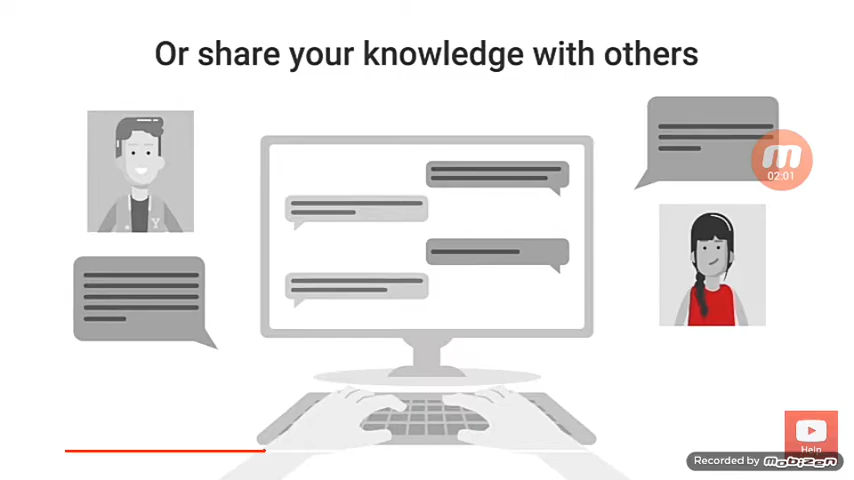 Or share your knowledge with others
02:01
Y
Help
Recorded by mobizen